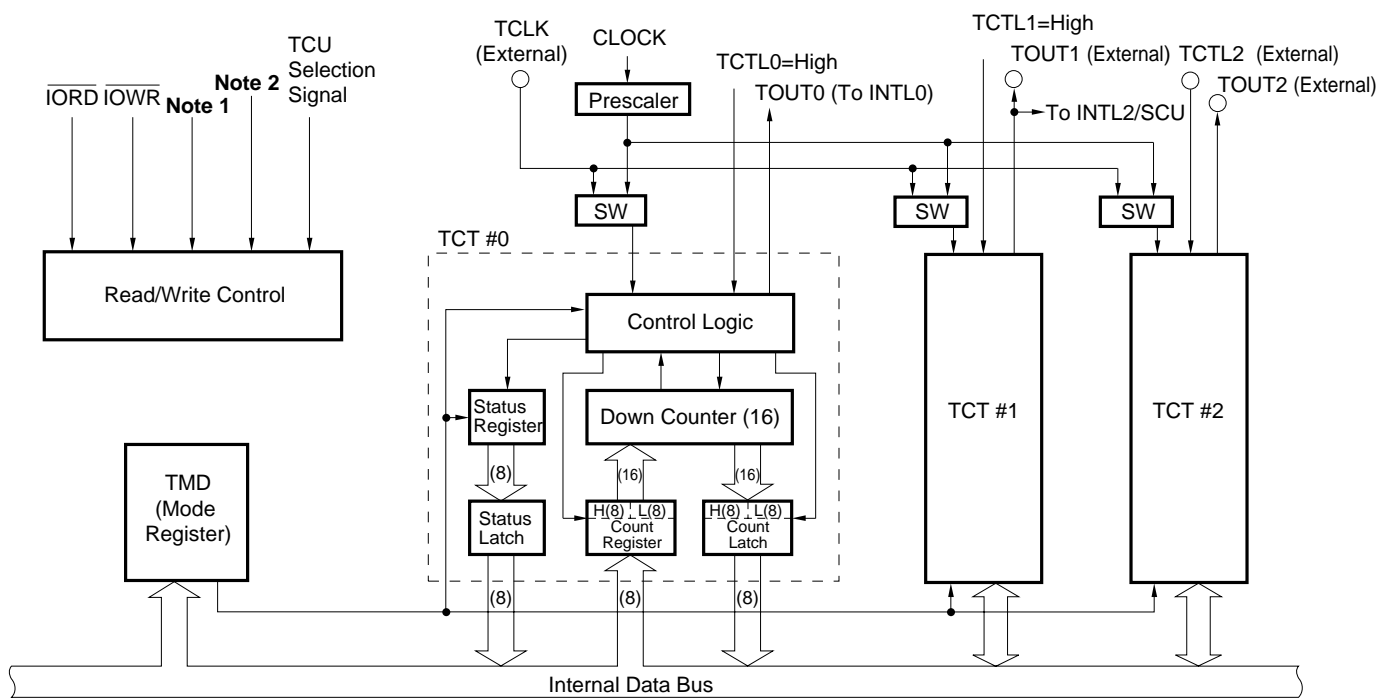 TCLK
(External)
CLOCK
TCTL1=High
TOUT1 (External)
TCTL2 (External)
TOUT2 (External)
TCU
Selection
Signal
Note 2
Note 1
IORD
IOWR
TCTL0=High
TOUT0 (To INTL0)
Prescaler
To INTL2/SCU
SW
SW
SW
TCT #0
Read/Write Control
Control Logic
Status
Register
Down Counter (16)
TCT #1
TCT #2
TMD
(Mode
Register)
(8)
(16)
(16)
Status
Latch
H(8) L(8)
Count
Register
H(8) L(8)
Count
Latch
(8)
(8)
(8)
Internal Data Bus